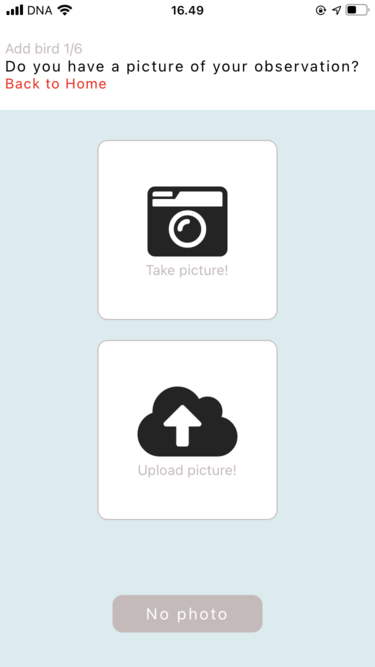 DNA 16.49
Add bird 1/6
Do you have a picture of your observation?
Back to Home
Take picture!
Upload picture!
No photo